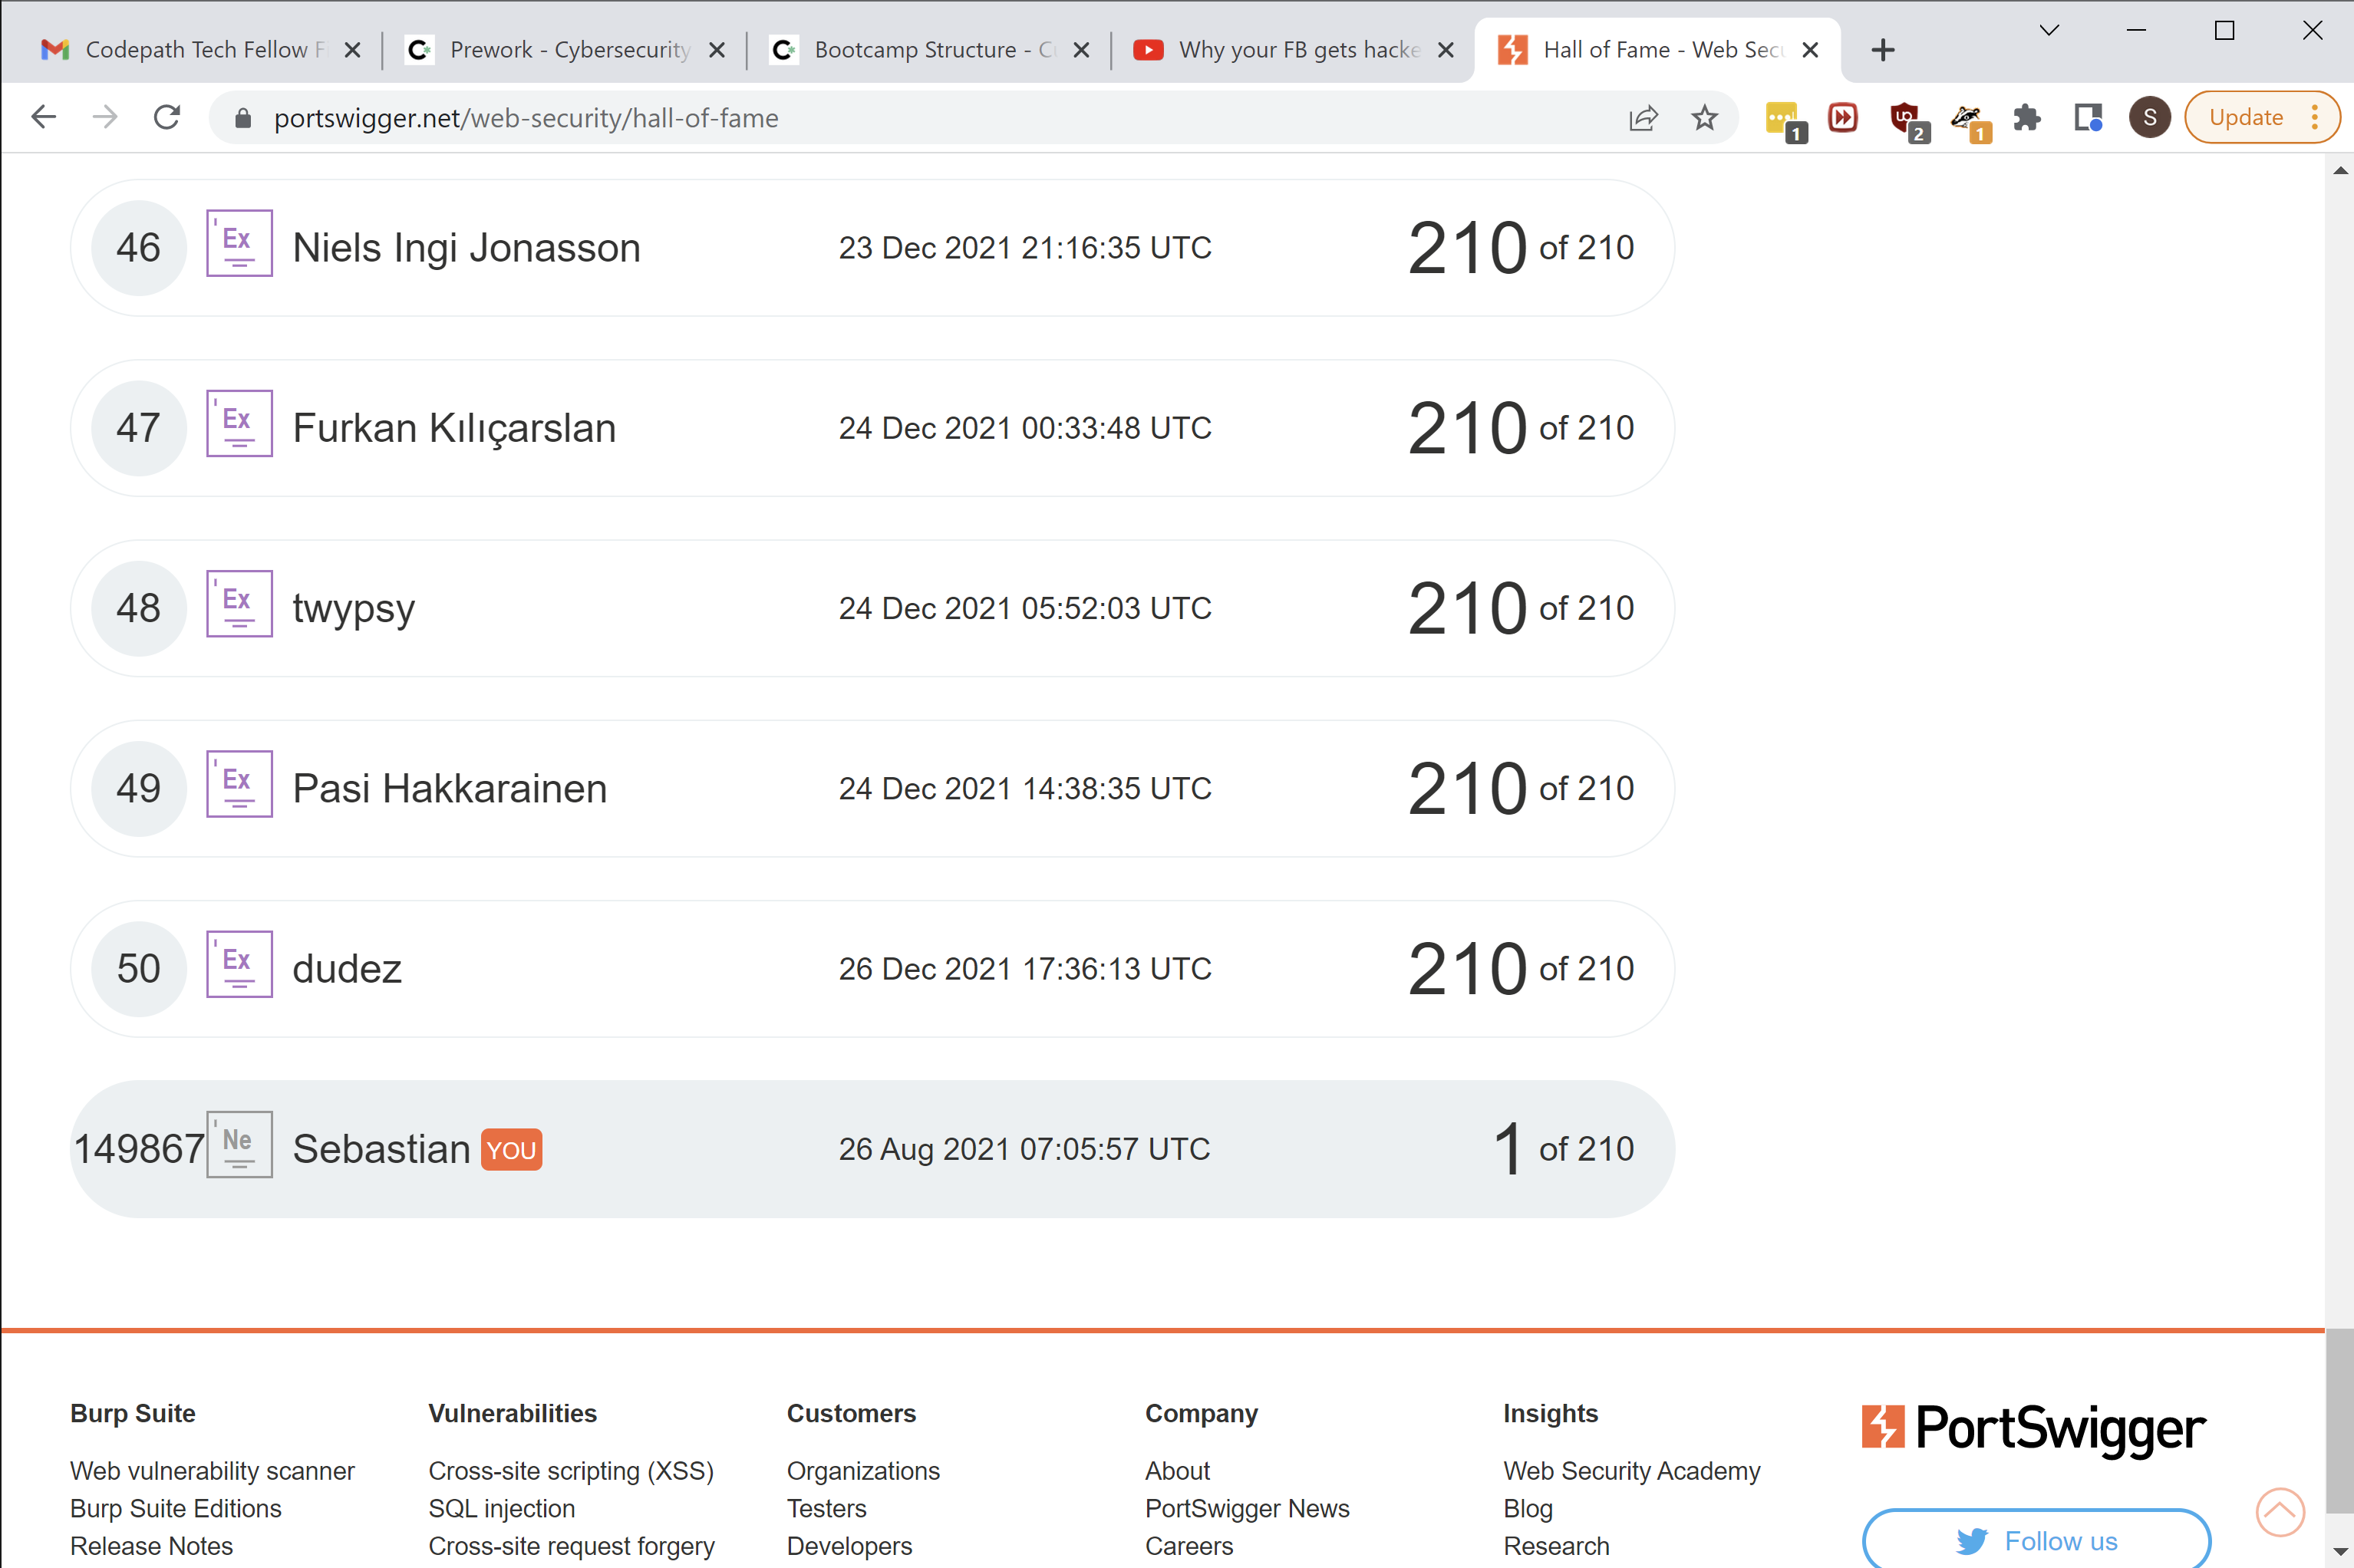 Codepath Tech Fellow F
Prework - Cybersecurity
Bootcamp Structure - C
Why your FB gets hacke
Hall of Fame - Web Secu
portswigger.net/web-security/hall-of-fame
1
2
1
S
Update
46 Ex Niels Ingi Jonasson 23 Dec 2021 21:16:35 UTC 210 of 210
47 Ex Furkan Kılıçarslan 24 Dec 2021 00:33:48 UTC 210 of 210
48 Ex twypsy 24 Dec 2021 05:52:03 UTC 210 of 210
49 Ex Pasi Hakkarainen 24 Dec 2021 14:38:35 UTC 210 of 210
50 Ex dudez 26 Dec 2021 17:36:13 UTC 210 of 210
149867 Ne Sebastian YOU 26 Aug 2021 07:05:57 UTC 1 of 210
Burp Suite
Web vulnerability scanner
Burp Suite Editions
Release Notes
Vulnerabilities
Cross-site scripting (XSS)
SQL injection
Cross-site request forgery
Customers
Organizations
Testers
Developers
Company
About
PortSwigger News
Careers
Insights
Web Security Academy
Blog
Research
PortSwigger
Follow us